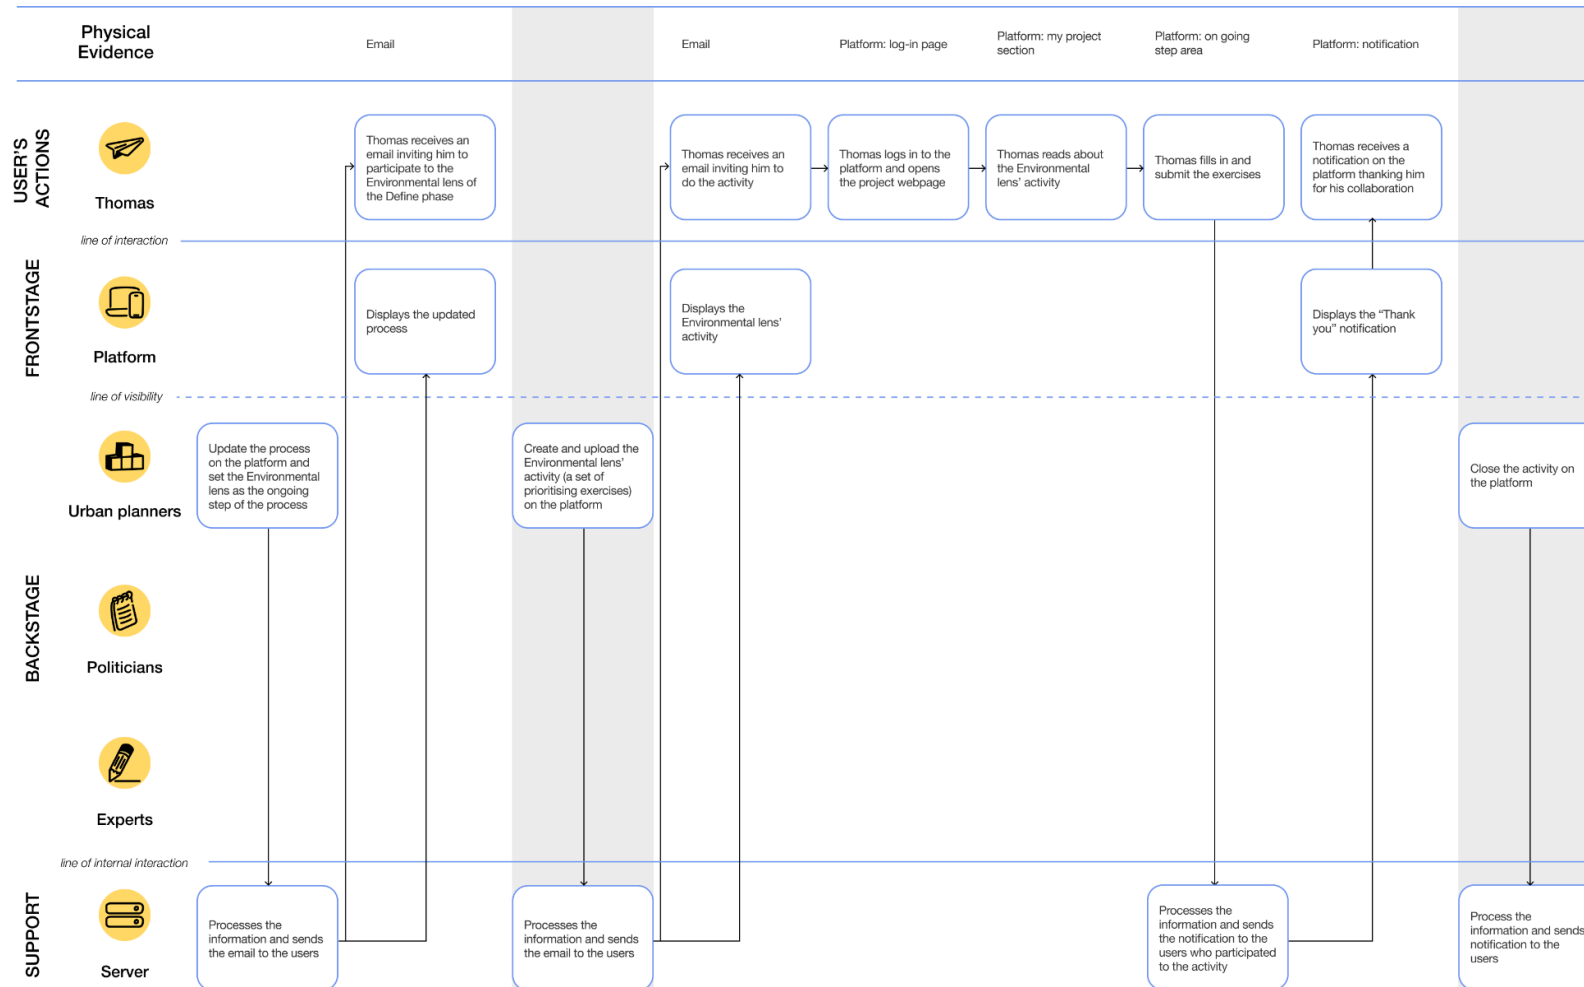 Physical
Evidence
Email
Email
Platform: log-in page
Platform: my project
section
Platform: on going
step area
Platform: notification
USER'S
ACTIONS
Thomas
Thomas receives an
email inviting him to
participate to the
Environmental lens of
the Define phase
Thomas receives an
email inviting him to
do the activity
Thomas logs in to the
platform and opens
the project webpage
Thomas reads about
the Environmental
lens' activity
Thomas fills in and
submit the exercises
Thomas receives a
notification on the
platform thanking him
for his collaboration
line of interaction
FRONTSTAGE
Platform
Displays the updated
process
Displays the
Environmental lens'
activity
Displays the “Thank
you” notification
line of visibility
BACKSTAGE
Urban planners
Update the process
on the platform and
set the Environmental
lens as the ongoing
step of the process
Create and upload the
Environmental lens'
activity (a set of
prioritising exercises)
on the platform
Close the activity on
the platform
Politicians
Experts
line of internal interaction
SUPPORT
Server
Processes the
information and sends
the email to the users
Processes the
information and sends
the email to the users
Processes the
information and sends
the notification to the
users who participated
to the activity
Process the
information and sends
notification to the
users